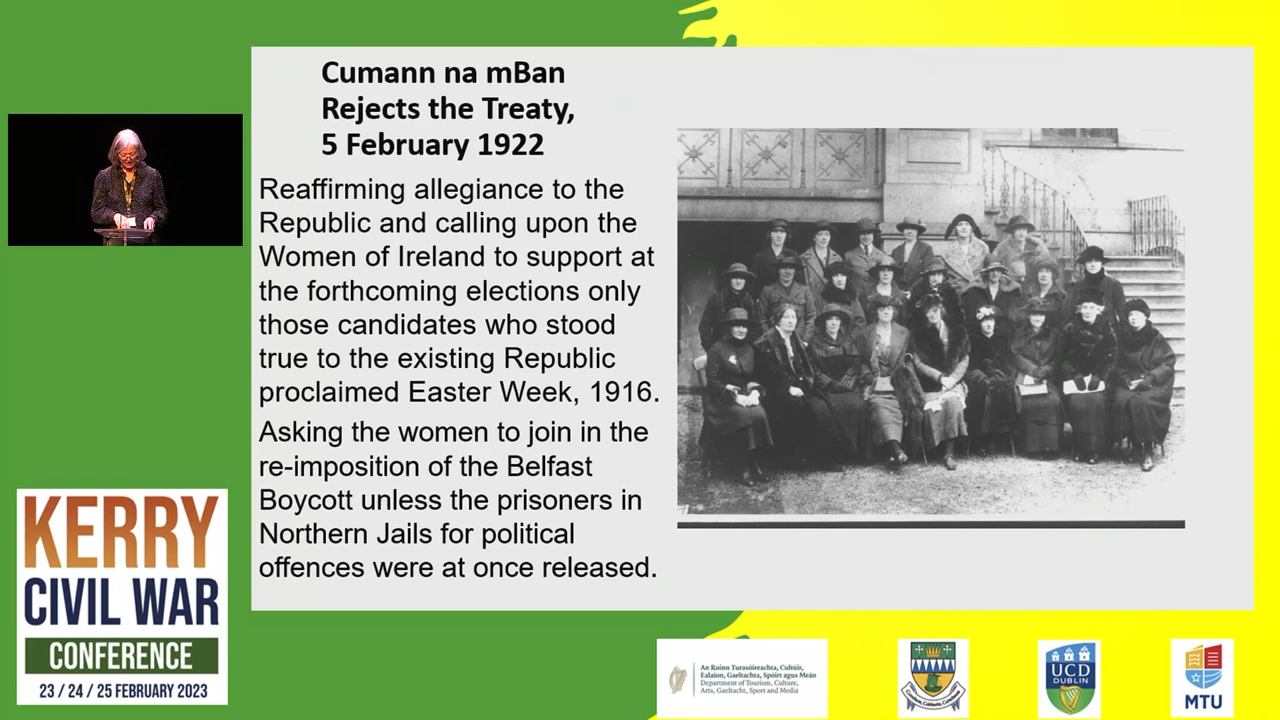 Cumann na mBan
Rejects the Treaty,
5 February 1922
Reaffirming allegiance to the
Republic and calling upon the
Women of Ireland to support at
the forthcoming elections only
those candidates who stood
true to the existing Republic
proclaimed Easter Week, 1916.
Asking the women to join in the
re-imposition of the Belfast
Boycott unless the prisoners in
Northern Jails for political
offences were at once released.
KERRY
CIVIL WAR
CONFERENCE
23 / 24 / 25 FEBRUARY 2023
An Roinn Turasóireachta, Cultúir,
Ealaíon, Gaeltachta, Spóirt agus Meán
Department of Tourism, Culture,
Arts, Gaeltacht, Sport and Media
UCD
DUBLIN
MTU